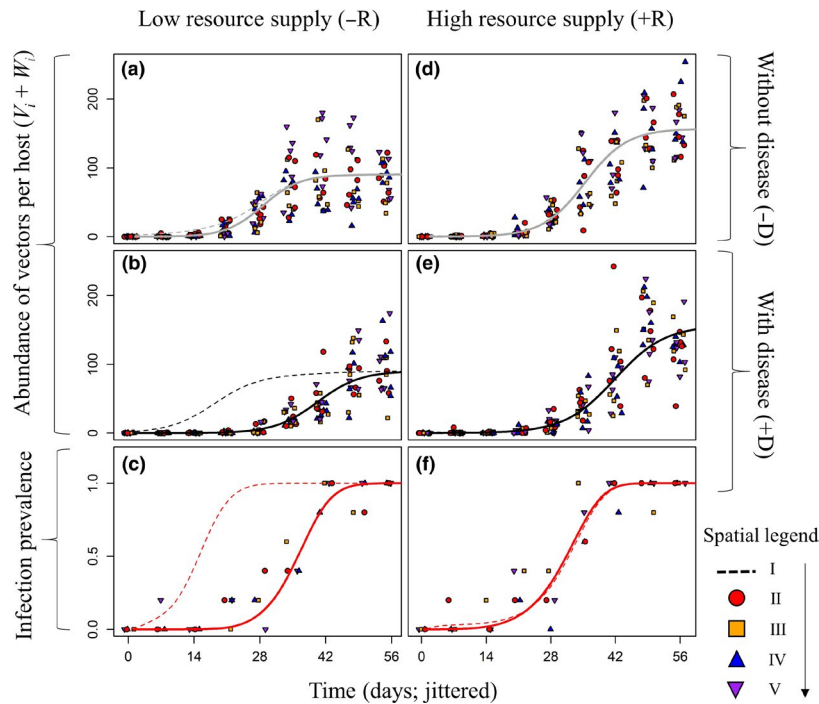 Low resource supply (–R)
High resource supply (+R)
Abundance of vectors per host (Vi + Wi)
Infection prevalence
Without disease (–D)
With disease (+D)
(a)
(d)
200
100
0
(b)
(e)
200
100
0
(c)
(f)
1.0
0.5
0.0
0 14 28 42 56
0 14 28 42 56
Time (days; jittered)
Spatial legend
I
II
III
IV
V